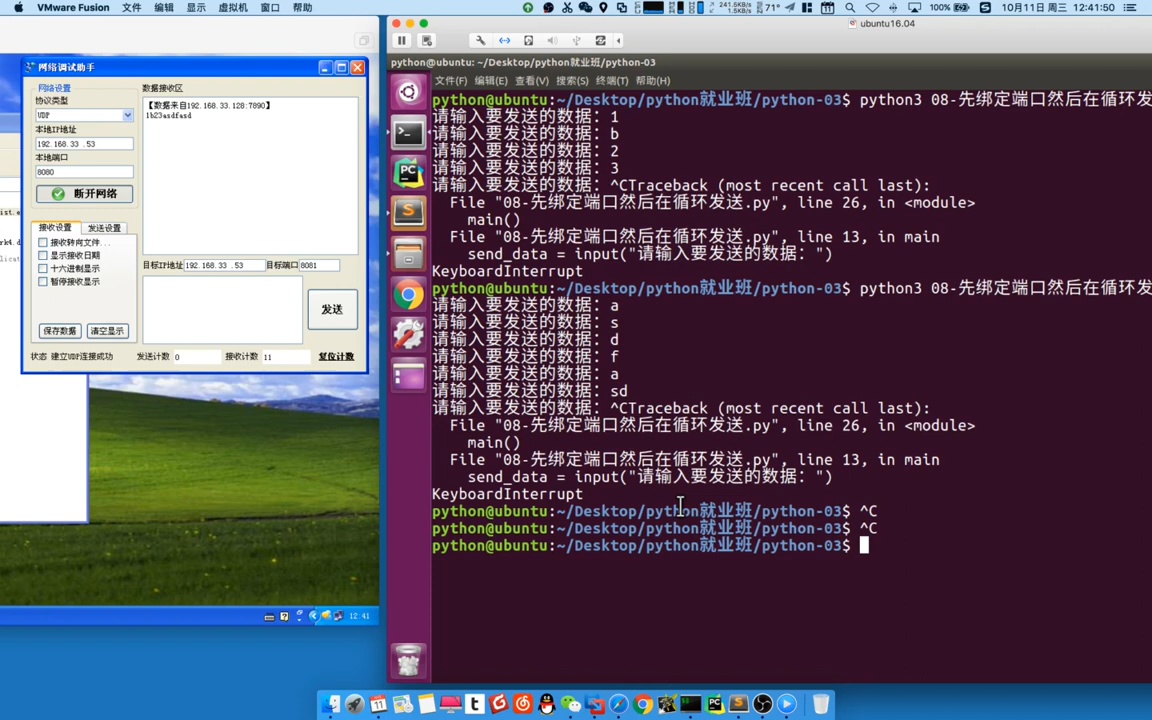 VMware Fusion 文件 编辑 显示 虚拟机 窗口 帮助 71° 100% 10月11日 周三 12:41:50
ubuntu16.04
网络调试助手
网络设置
协议类型
UDP
本地IP地址
192.168.33 .53
本地端口
8080
断开网络
接收设置 发送设置
接收转向文件...
显示接收日期
十六进制显示
暂停接收显示
保存数据 清空显示
数据接收区
【数据来自192.168.33.128:7890】
1b23asdfasd
目标IP地址 192.168.33 .53 目标端口 8081
发送
状态 建立UDP连接成功 发送计数 0 接收计数 11 复位计数
12:41
python@ubuntu: ~/Desktop/python就业班/python-03
文件(F) 编辑(E) 查看(V) 搜索(S) 终端(T) 帮助(H)
python@ubuntu:~/Desktop/python就业班/python-03$ python3 08-先绑定端口然后在循环发
请输入要发送的数据: 1
请输入要发送的数据: b
请输入要发送的数据: 2
请输入要发送的数据: 3
请输入要发送的数据: ^CTraceback (most recent call last):
File "08-先绑定端口然后在循环发送.py", line 26, in <module>
main()
File "08-先绑定端口然后在循环发送.py", line 13, in main
send_data = input("请输入要发送的数据: ")
KeyboardInterrupt
python@ubuntu:~/Desktop/python就业班/python-03$ python3 08-先绑定端口然后在循环发
请输入要发送的数据: a
请输入要发送的数据: s
请输入要发送的数据: d
请输入要发送的数据: f
请输入要发送的数据: a
请输入要发送的数据: sd
请输入要发送的数据: ^CTraceback (most recent call last):
File "08-先绑定端口然后在循环发送.py", line 26, in <module>
main()
File "08-先绑定端口然后在循环发送.py", line 13, in main
send_data = input("请输入要发送的数据: ")
KeyboardInterrupt
python@ubuntu:~/Desktop/python就业班/python-03$ ^C
python@ubuntu:~/Desktop/python就业班/python-03$ ^C
python@ubuntu:~/Desktop/python就业班/python-03$